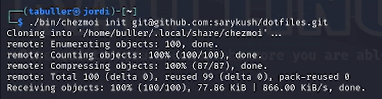 ┌──(tabuller㉿jordi)-[~]
└─$ ./bin/chezmoi init git@github.com:sarykush/dotfiles.git
Cloning into '/home/buller/.local/share/chezmoi'...
remote: Enumerating objects: 100, done.
remote: Counting objects: 100% (100/100), done.
remote: Compressing objects: 100% (87/87), done.
remote: Total 100 (delta 0), reused 99 (delta 0), pack-reused 0
Receiving objects: 100% (100/100), 77.86 KiB | 866.00 KiB/s, done.